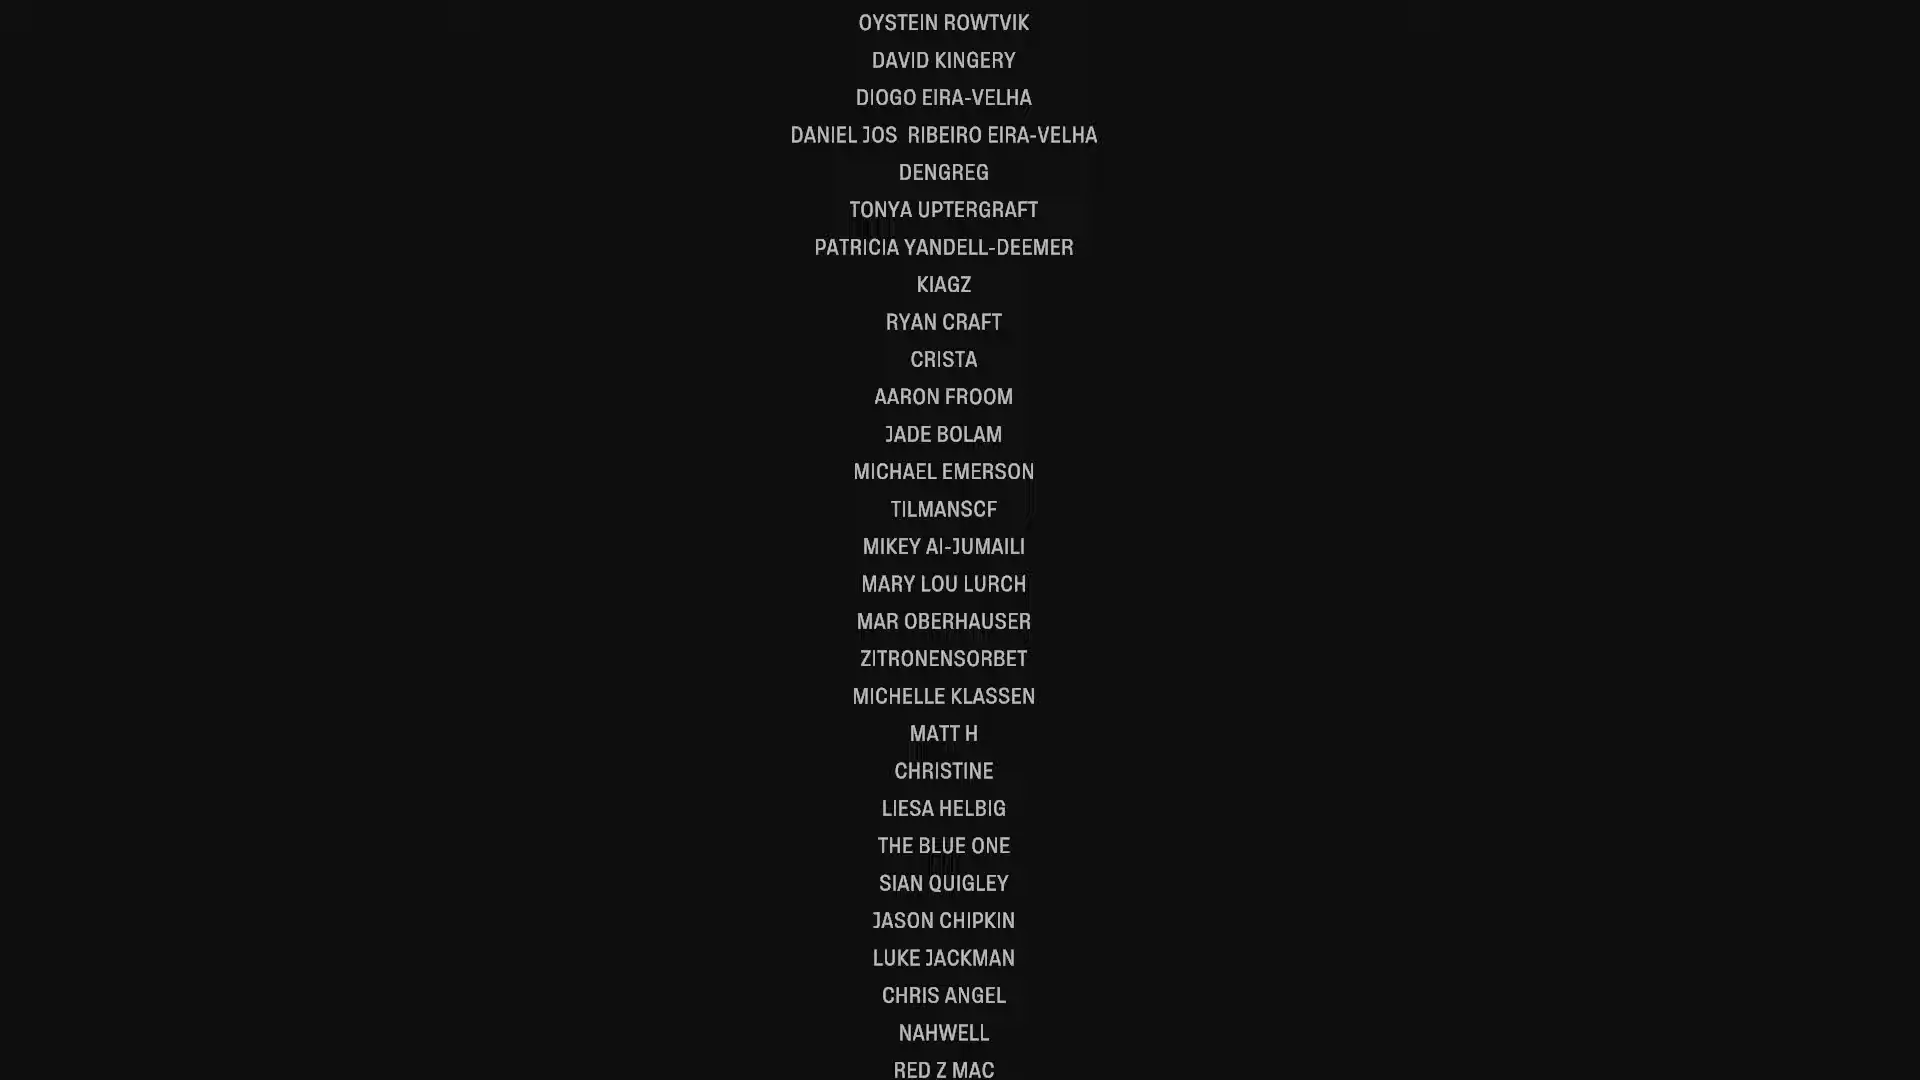 OYSTEIN ROWTVIK
DAVID KINGERY
DIOGO EIRA-VELHA
DANIEL JOS  RIBEIRO EIRA-VELHA
DENGREG
TONYA UPTERGRAFT
PATRICIA YANDELL-DEEMER
KIAGZ
RYAN CRAFT
CRISTA
AARON FROOM
JADE BOLAM
MICHAEL EMERSON
TILMANSCF
MIKEY AI-JUMAILI
MARY LOU LURCH
MAR OBERHAUSER
ZITRONENSORBET
MICHELLE KLASSEN
MATT H
CHRISTINE
LIESA HELBIG
THE BLUE ONE
SIAN QUIGLEY
JASON CHIPKIN
LUKE JACKMAN
CHRIS ANGEL
NAHWELL
RED Z MAC